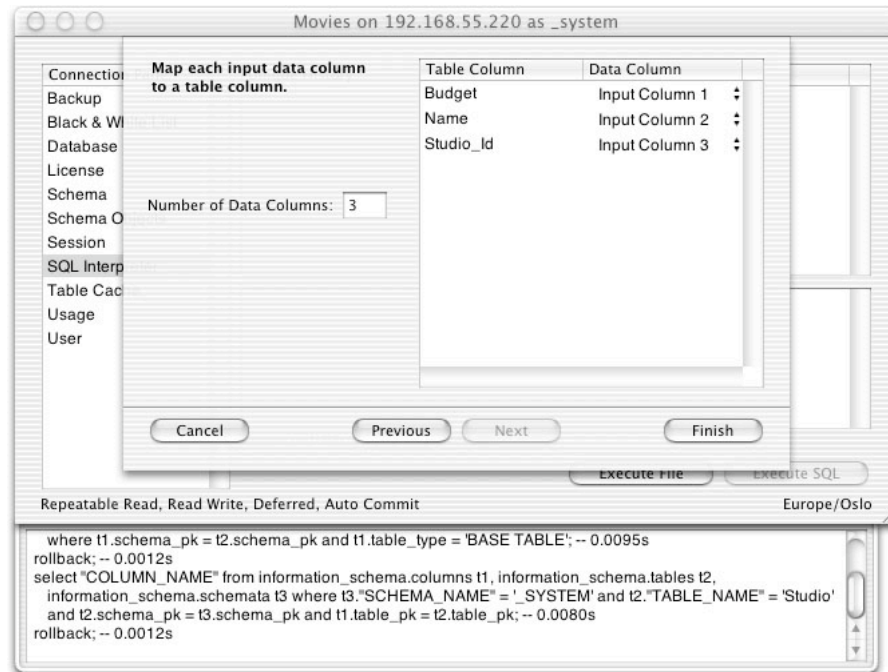 Movies on 192.168.55.220 as _system
Connection
Backup
Black & White List
Database
License
Schema
Schema Objects
Session
SQL Interpreter
Table Cache
Usage
User
Map each input data column
to a table column.
Number of Data Columns: 3
Table Column Data Column
Budget Input Column 1
Name Input Column 2
Studio_Id Input Column 3
Cancel Previous Next Finish
Execute File Execute SQL
Repeatable Read, Read Write, Deferred, Auto Commit Europe/Oslo
where t1.schema_pk = t2.schema_pk and t1.table_type = 'BASE TABLE'; -- 0.0095s
rollback; -- 0.0012s
select "COLUMN_NAME" from information_schema.columns t1, information_schema.tables t2,
information_schema.schemata t3 where t3."SCHEMA_NAME" = '_SYSTEM' and t2."TABLE_NAME" = 'Studio'
and t2.schema_pk = t3.schema_pk and t1.table_pk = t2.table_pk; -- 0.0080s
rollback; -- 0.0012s